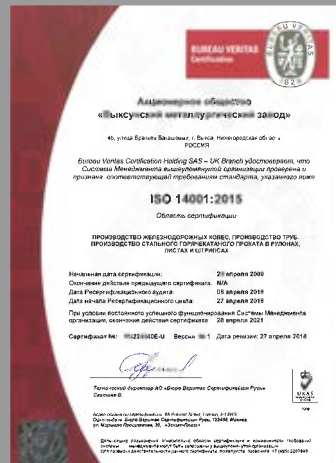 BUREAU VERITAS
Certification
Акционерное общество
«Выксунский металлургический завод»
45, улица Братьев Баташевых, г. Выкса, Нижегородская область
РОССИЯ
Bureau Veritas Certification Holding SAS – UK Branch удостоверяет, что
Система Менеджмента вышеупомянутой организации проверена и
признана соответствующей требованиям стандарта, указанного ниже
ISO 14001:2015
Область сертификации
ПРОИЗВОДСТВО ЖЕЛЕЗНОДОРОЖНЫХ КОЛЕС, ПРОИЗВОДСТВО ТРУБ.
ПРОИЗВОДСТВО СТАЛЬНОГО ГОРЯЧЕКАТАНОГО ПРОКАТА В РУЛОНАХ,
ЛИСТАХ И ШТРИПСАХ
Начальная дата сертификации: 29 апреля 2009
Окончание действия предыдущего сертификата: N/A
Дата Ресертификационного аудита: 06 апреля 2018
Дата начала Ресертификационного цикла: 27 апреля 2018
При условии постоянного успешного функционирования Системы Менеджмента
организации, окончание действия сертификата: 28 апреля 2021
Сертификат №: Версия Дата ревизии: 27 апреля 2018
Технический директор АО «Бюро Веритас Сертификейшн Русь»
UKAS